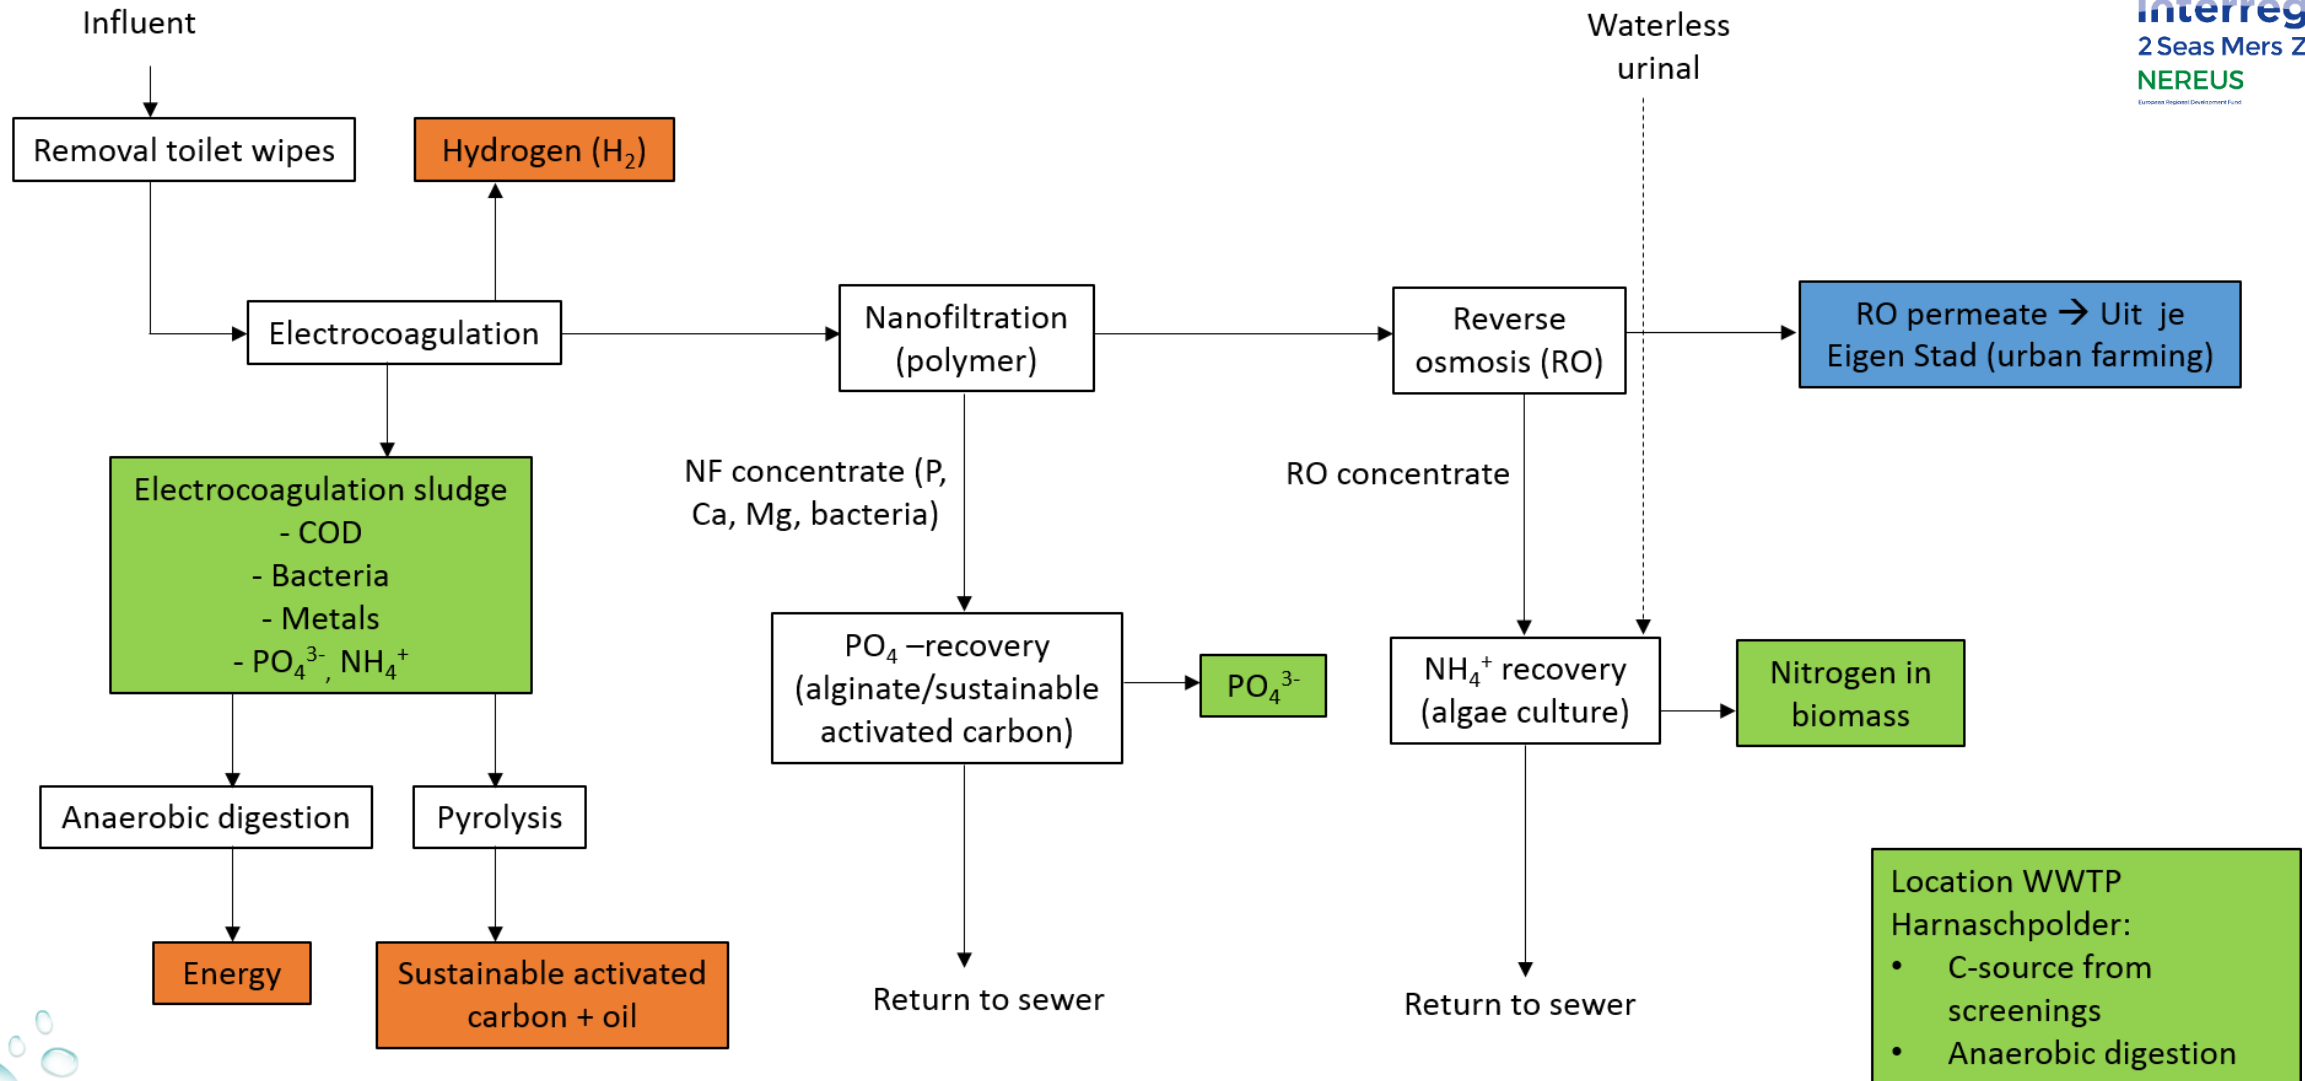 Influent
Waterless
urinal
Interreg
2 Seas Mers Z
NEREUS
European Regional Development Fund
Removal toilet wipes
Hydrogen (H₂)
Electrocoagulation
Nanofiltration
(polymer)
Reverse
osmosis (RO)
RO permeate → Uit je
Eigen Stad (urban farming)
Electrocoagulation sludge
- COD
- Bacteria
- Metals
- PO₄³⁻, NH₄⁺
NF concentrate (P,
Ca, Mg, bacteria)
RO concentrate
PO₄ –recovery
(alginate/sustainable
activated carbon)
PO₄³⁻
NH₄⁺ recovery
(algae culture)
Nitrogen in
biomass
Anaerobic digestion
Pyrolysis
Energy
Sustainable activated
carbon + oil
Return to sewer
Return to sewer
Location WWTP
Harnaschpolder:
• C-source from
screenings
• Anaerobic digestion